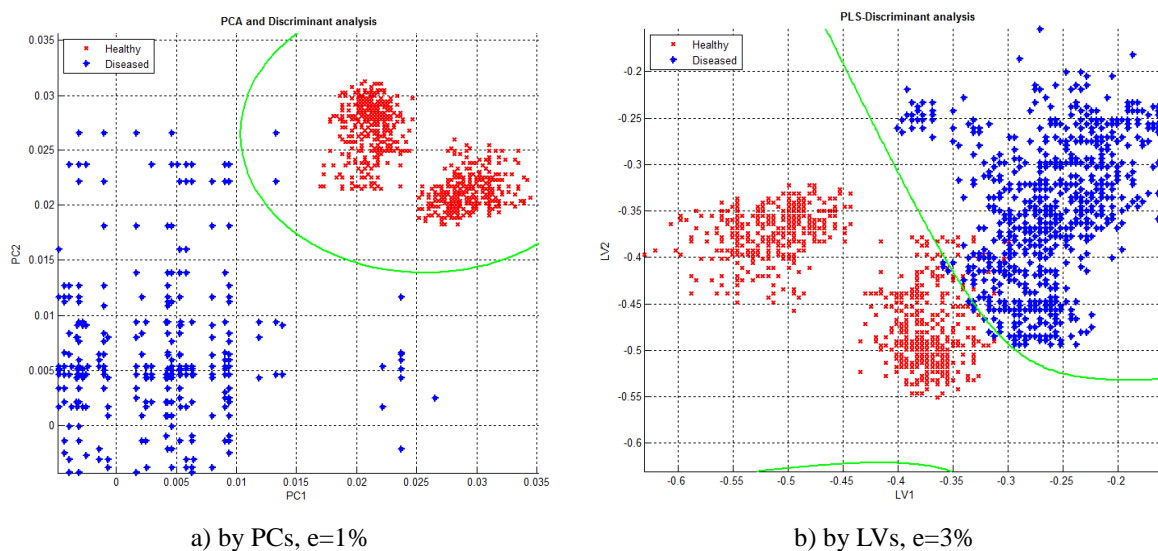 PCA and Discriminant analysis
Healthy
Diseased
0.035
0.03
0.025
0.02
0.015
0.01
0.005
0
PC2
0 0.005 0.01 0.015 0.02 0.025 0.03 0.035
PC1
a) by PCs, e=1%
PLS-Discriminant analysis
Healthy
Diseased
-0.2
-0.25
-0.3
-0.35
-0.4
-0.45
-0.5
-0.55
-0.6
LV2
-0.6 -0.55 -0.5 -0.45 -0.4 -0.35 -0.3 -0.25 -0.2
LV1
b) by LVs, e=3%